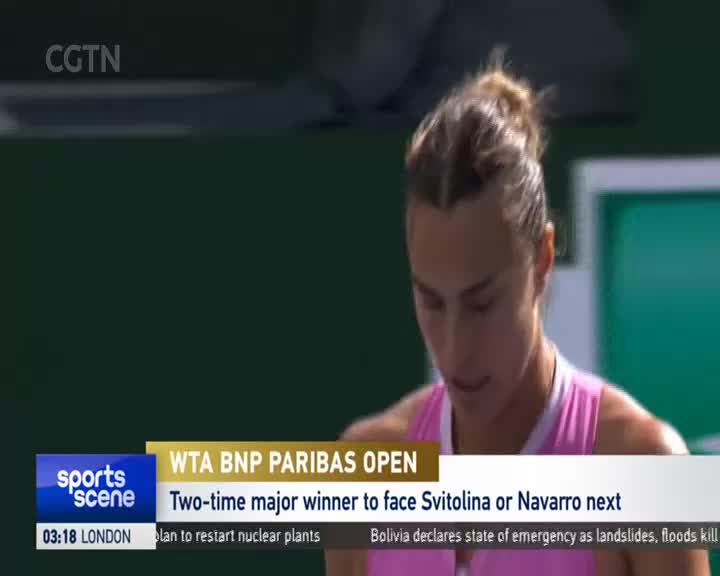 CGTN
WTA BNP PARIBAS OPEN
sports
scene
Two-time major winner to face Svitolina or Navarro next
03:18 LONDON
plan to restart nuclear plants Bolivia declares state of emergency as landslides, floods kill